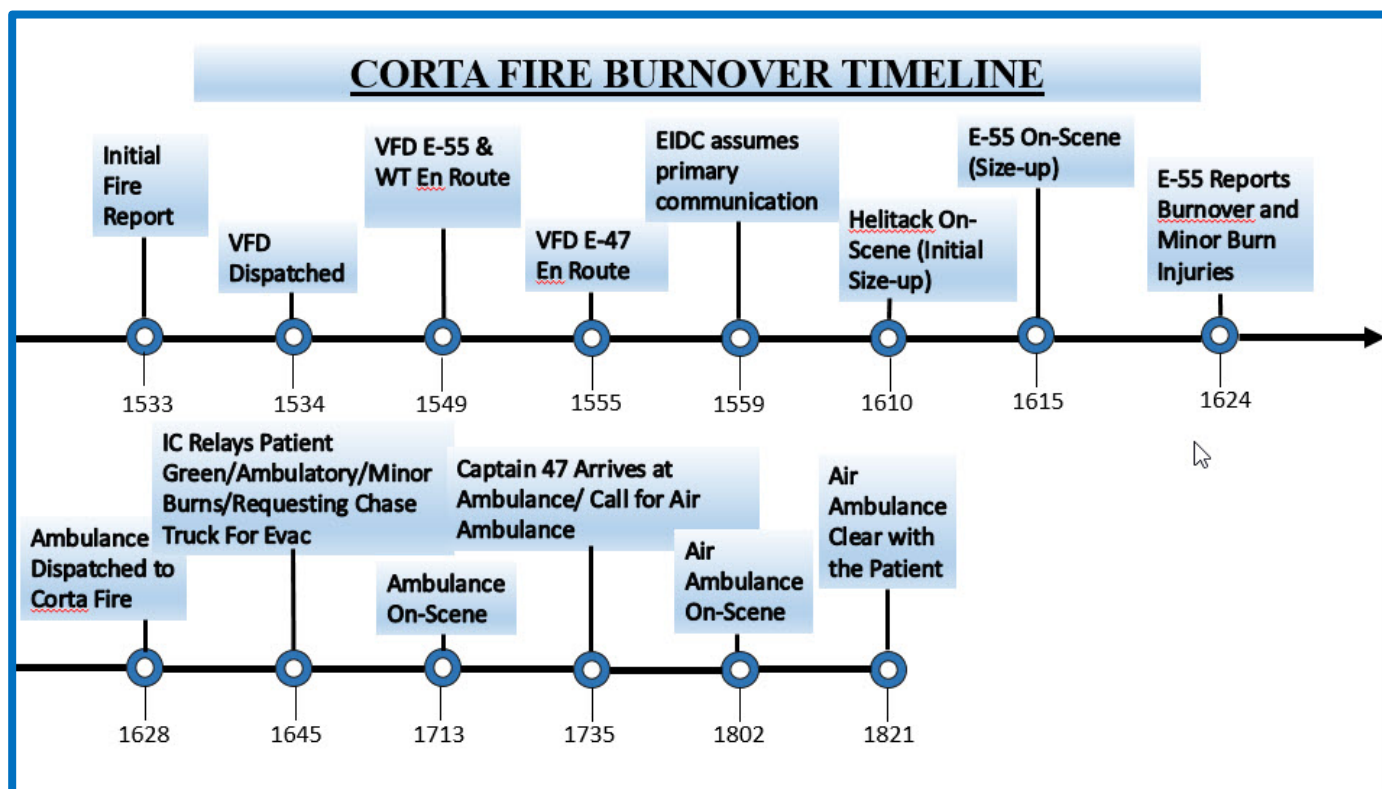 CORTA FIRE BURNOVER TIMELINE
Initial
Fire
Report
1533
VFD
Dispatched
1534
VFD E-55 &
WT En Route
1549
VFD E-47
En Route
1555
EIDC assumes
primary
communication
1559
Helitack On-
Scene (Initial
Size-up)
1610
E-55 On-Scene
(Size-up)
1615
E-55 Reports
Burnover and
Minor Burn
Injuries
1624
Ambulance
Dispatched to
Corta Fire
1628
IC Relays Patient
Green/Ambulatory/Minor
Burns/Requesting Chase
Truck For Evac
1645
Ambulance
On-Scene
1713
Captain 47 Arrives at
Ambulance/ Call for Air
Ambulance
1735
Air
Ambulance
On-Scene
1802
Air
Ambulance
Clear with
the Patient
1821